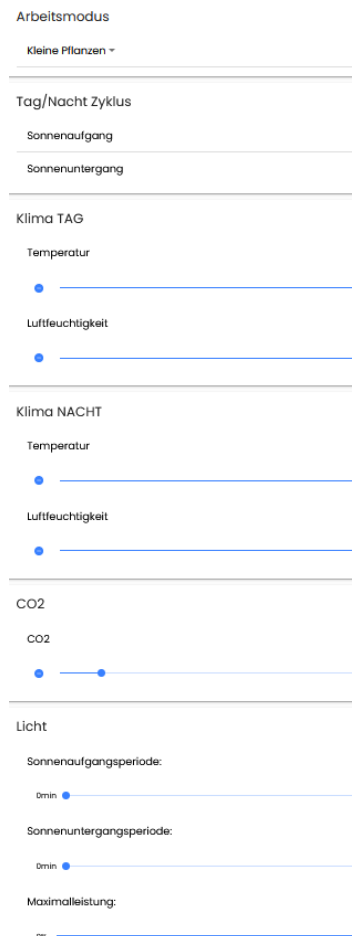 Arbeitsmodus
Kleine Pflanzen
Tag/Nacht Zyklus
Sonnenaufgang
Sonnenuntergang
Klima TAG
Temperatur
Luftfeuchtigkeit
Klima NACHT
Temperatur
Luftfeuchtigkeit
CO2
CO2
Licht
Sonnenaufgangsperiode:
0min
Sonnenuntergangsperiode:
0min
Maximalleistung: